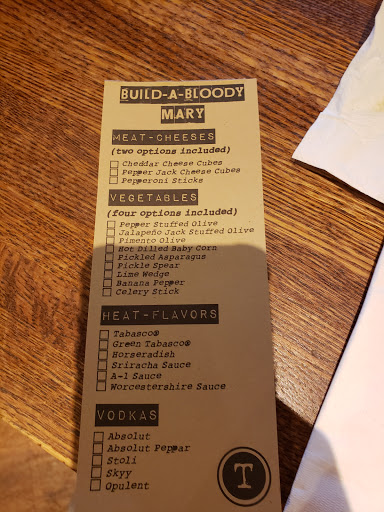 BUILD-A-BLOODY
MARY
MEAT-CHEESES
(two options included)
Cheddar Cheese Cubes
Pepper Jack Cheese Cubes
Pepperoni Sticks
VEGETABLES
(four options included)
Pepper Stuffed Olive
Jalapeño Jack Stuffed Olive
Pimento Olive
Hot Dilled Baby Corn
Pickled Asparagus
Pickle Spear
Lime Wedge
Banana Pepper
Celery Stick
HEAT-FLAVORS
Tabasco®
Green Tabasco®
Horseradish
Sriracha Sauce
A-1 Sauce
Worcestershire Sauce
VODKAS
Absolut
Absolut Peppar
Stoli
Skyy
Opulent
T